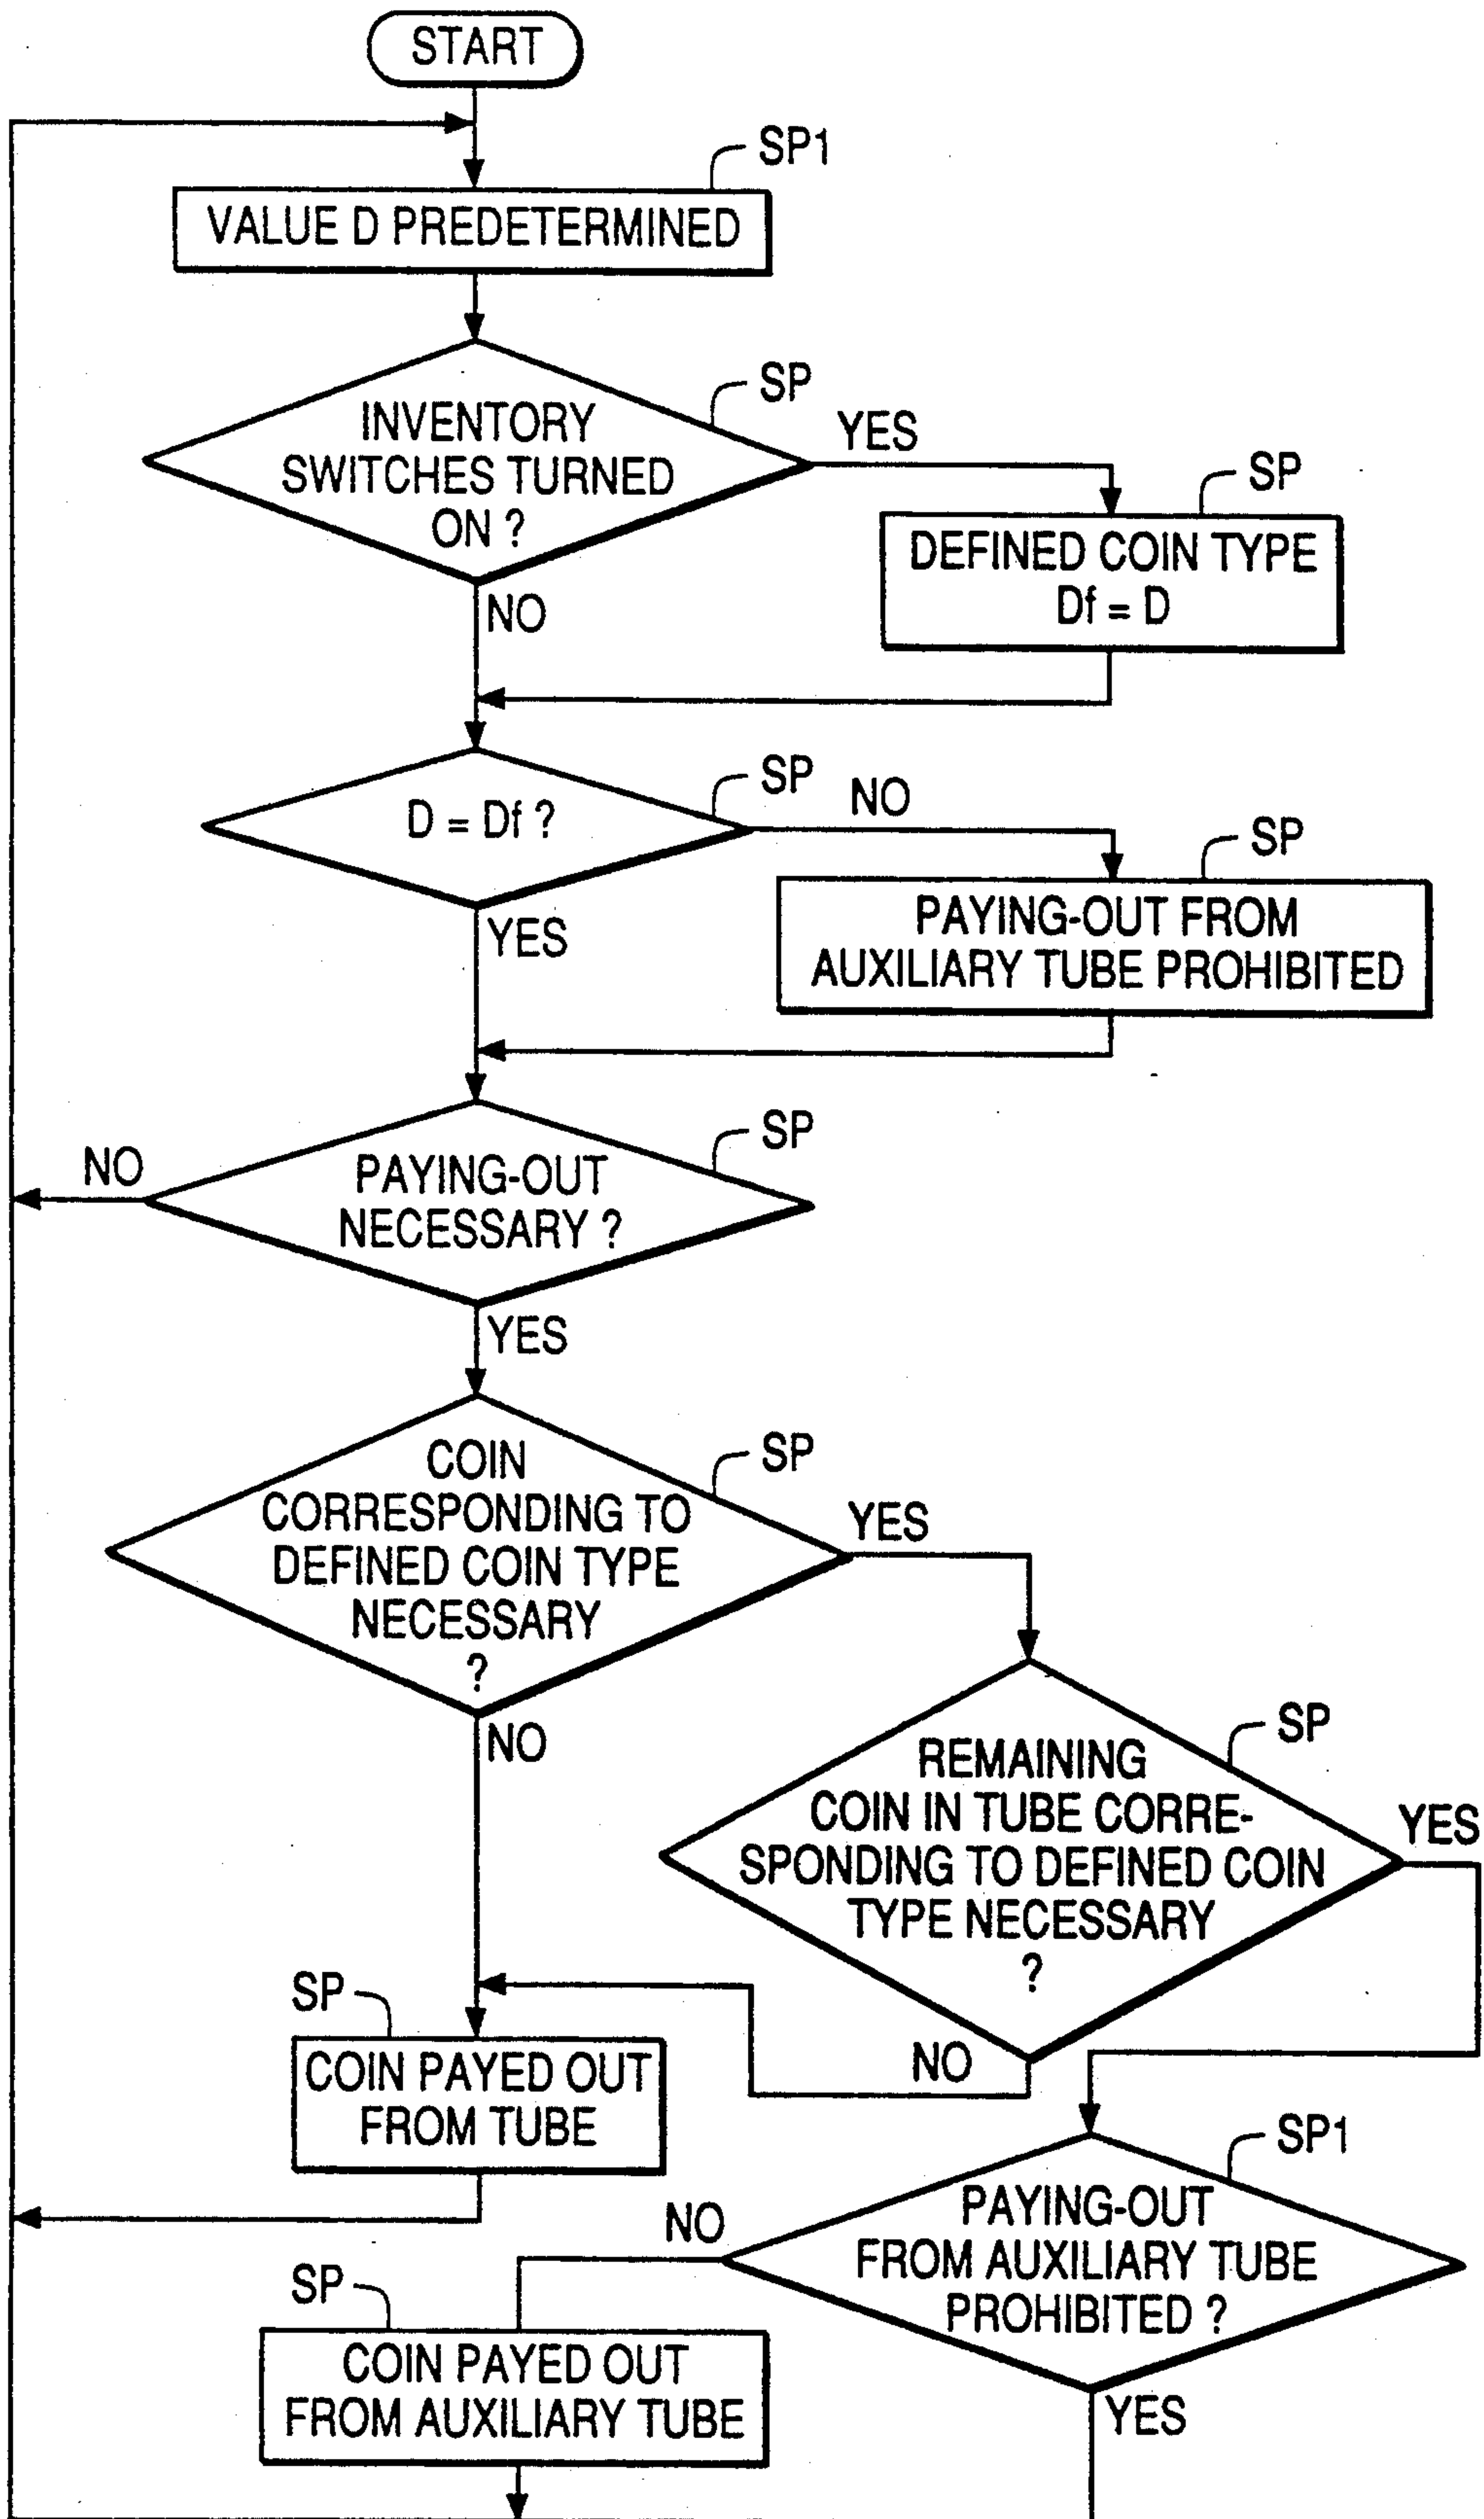 START
SP1
VALUE D PREDETERMINED
SP
INVENTORY
SWITCHES TURNED
ON ?
YES
SP
DEFINED COIN TYPE
Df = D
NO
SP
D = Df ?
NO
SP
PAYING-OUT FROM
AUXILIARY TUBE PROHIBITED
YES
SP
NO
PAYING-OUT
NECESSARY ?
YES
SP
COIN
CORRESPONDING TO
DEFINED COIN TYPE
NECESSARY
?
YES
NO
SP
REMAINING
COIN IN TUBE CORRE-
SPONDING TO DEFINED COIN
TYPE NECESSARY
?
YES
NO
SP
COIN PAYED OUT
FROM TUBE
SP1
PAYING-OUT
FROM AUXILIARY TUBE
PROHIBITED ?
NO
SP
COIN PAYED OUT
FROM AUXILIARY TUBE
YES